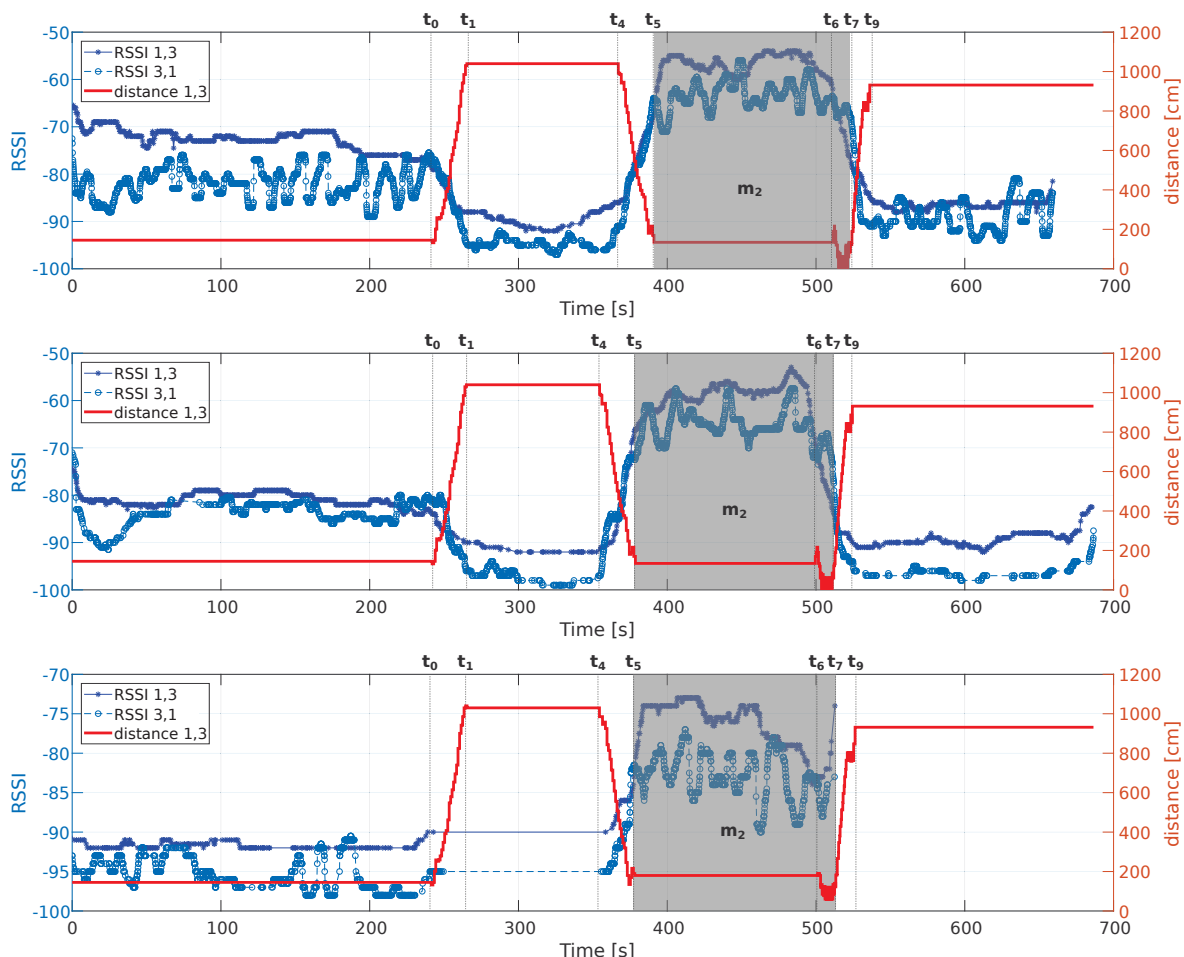 t0 t1 t4 t5 t6 t7 t9
-50 1200
RSSI 1,3
RSSI 3,1
distance 1,3
-60 1000
-70 800
600
-80 m2 400
-90 200
-100 0
RSSI
distance [cm]
0 100 200 300 400 500 600 700
Time [s]
t0 t1 t4 t5 t6 t7 t9
-50 1200
RSSI 1,3
RSSI 3,1
distance 1,3
-60 1000
-70 800
600
-80 m2 400
-90 200
-100 0
RSSI
distance [cm]
0 100 200 300 400 500 600 700
Time [s]
t0 t1 t4 t5 t6 t7 t9
-70 1200
RSSI 1,3
RSSI 3,1
distance 1,3
-75 1000
-80 800
-85 600
-90 m2 400
-95 200
-100 0
RSSI
distance [cm]
0 100 200 300 400 500 600 700
Time [s]